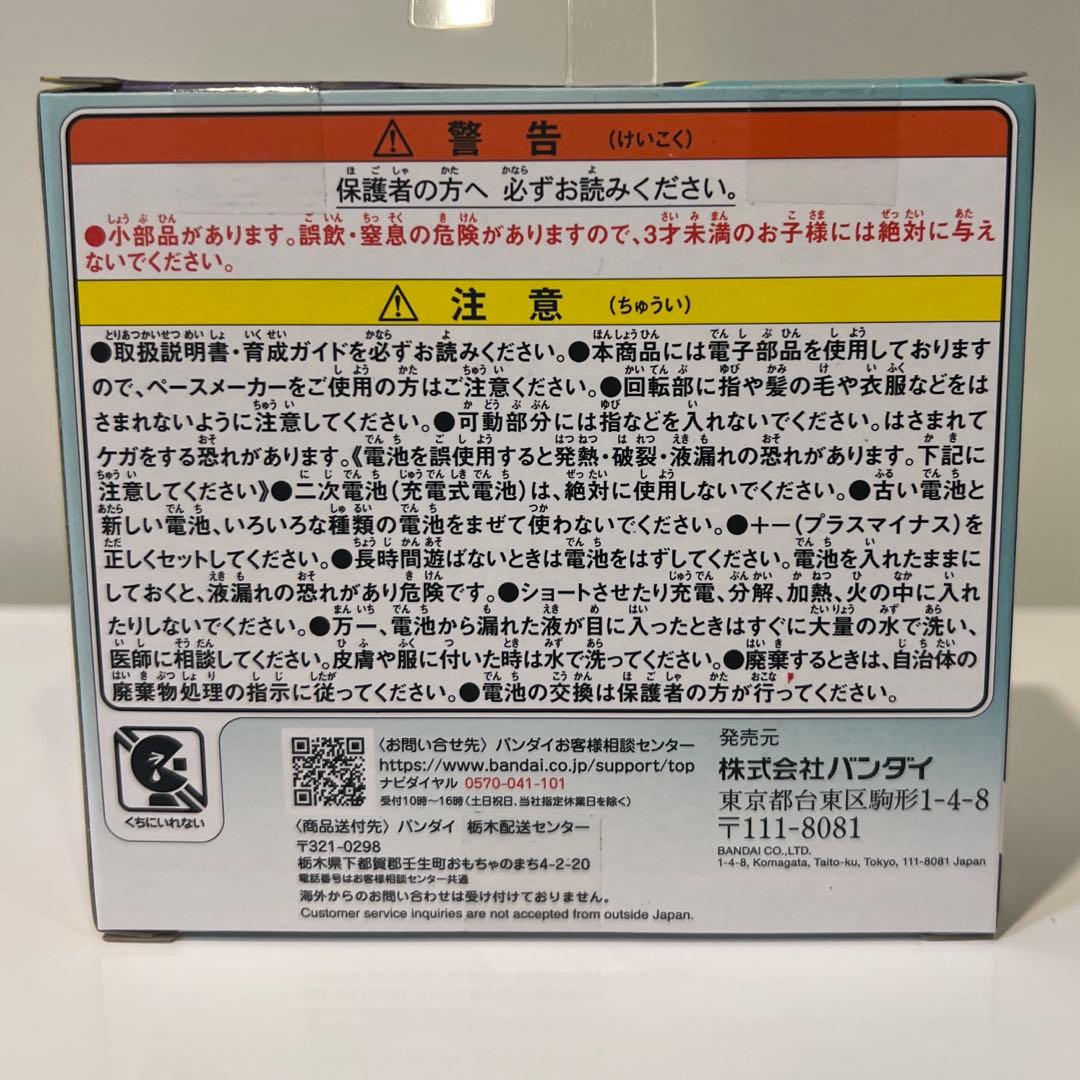 警告（けいこく）
保護者の方へ 必ずお読みください。
●小部品があります。誤飲・窒息の危険がありますので、3才未満のお子様には絶対に与え
ないでください。
注意（ちゅうい）
●取扱説明書・育成ガイドを必ずお読みください。●本商品には電子部品を使用しております
ので、ペースメーカーをご使用の方はご注意ください。●回転部に指や髪の毛や衣服などをは
さまれないように注意してください。●可動部分には指などを入れないでください。はさまれて
ケガをする恐れがあります。《電池を誤使用すると発熱・破裂・液漏れの恐れがあります。下記に
注意してください》●二次電池（充電式電池）は、絶対に使用しないでください。●古い電池と
新しい電池、いろいろな種類の電池をまぜて使わないでください。●＋－（プラスマイナス）を
正しくセットしてください。●長時間遊ばないときは電池をはずしてください。電池を入れたままに
しておくと、液漏れの恐れがあり危険です。●ショートさせたり充電、分解、加熱、火の中に入れ
たりしないでください。●万一、電池から漏れた液が目に入ったときはすぐに大量の水で洗い、
医師に相談してください。皮膚や服に付いた時は水で洗ってください。●廃棄するときは、自治体の
廃棄物処理の指示に従ってください。●電池の交換は保護者の方が行ってください。
くちにいれない
〈お問い合せ先〉バンダイお客様相談センター
https://www.bandai.co.jp/support/top
ナビダイヤル 0570-041-101
受付10時～16時（土日祝日、当社指定休業日を除く）
〈商品送付先〉バンダイ 栃木配送センター
〒321-0298
栃木県下都賀郡壬生町おもちゃのまち4-2-20
電話番号はお客様相談センター共通
海外からのお問い合わせは受け付けておりません。
Customer service inquiries are not accepted from outside Japan.
発売元
株式会社バンダイ
東京都台東区駒形1-4-8
〒111-8081
BANDAI CO.,LTD.
1-4-8, Komagata, Taito-ku, Tokyo, 111-8081 Japan